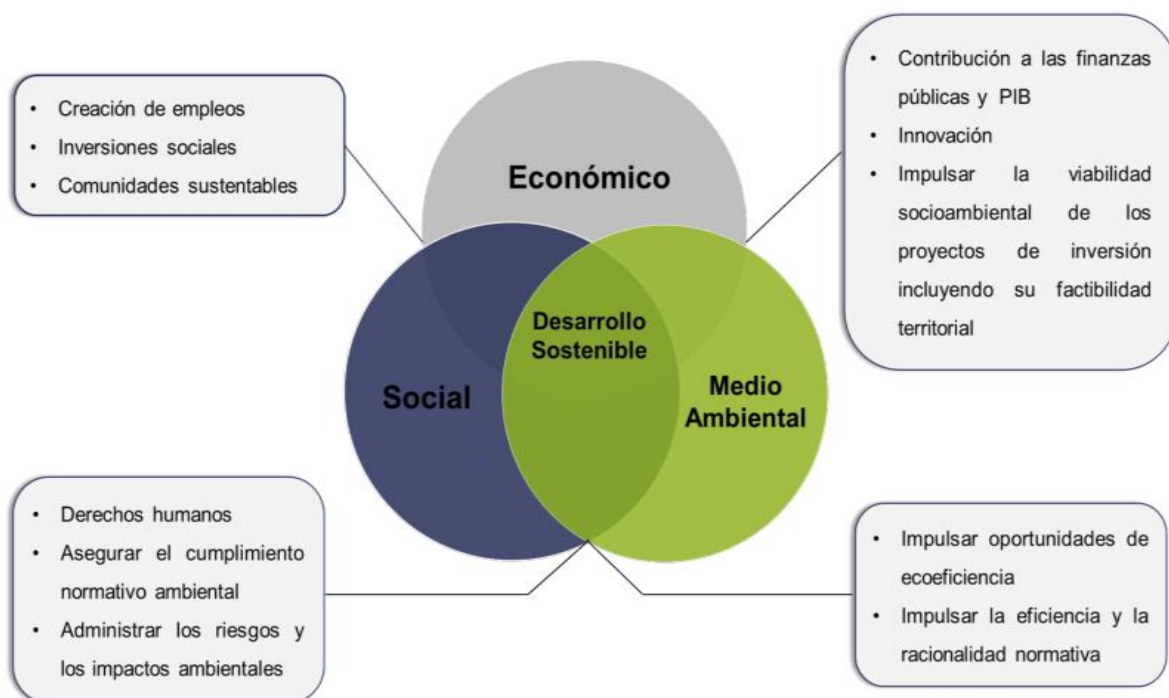 • Creación de empleos
• Inversiones sociales
• Comunidades sustentables
Económico
• Contribución a las finanzas
públicas y PIB
• Innovación
• Impulsar la viabilidad
socioambiental de los
proyectos de inversión
incluyendo su factibilidad
territorial
Desarrollo
Sostenible
Social
Medio
Ambiental
• Derechos humanos
• Asegurar el cumplimiento
normativo ambiental
• Administrar los riesgos y
los impactos ambientales
• Impulsar oportunidades de
ecoeficiencia
• Impulsar la eficiencia y la
racionalidad normativa